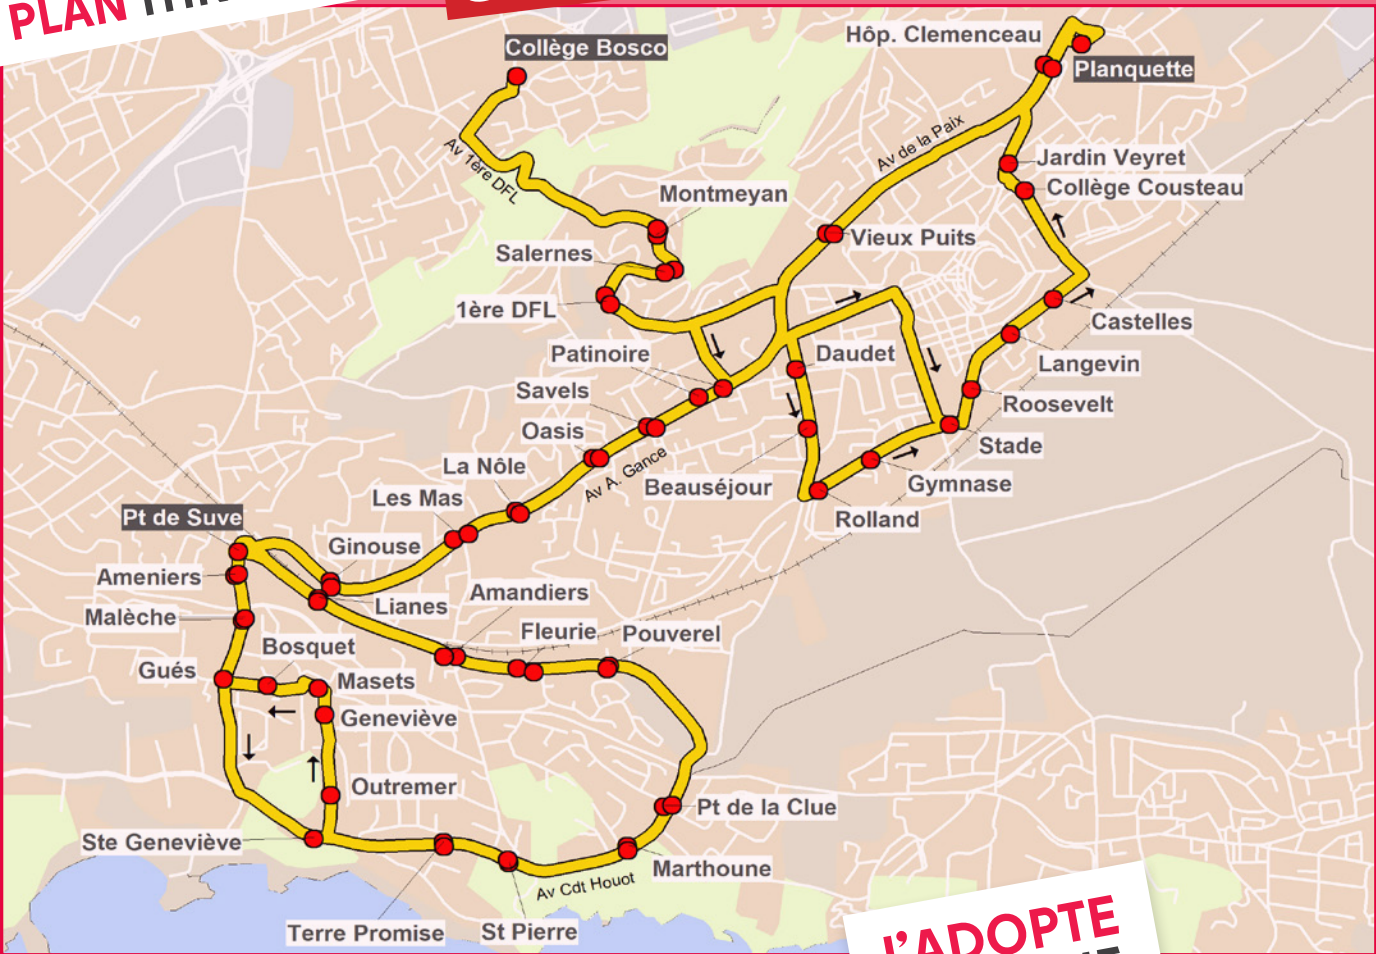 PLAN
Collège Bosco
Hôp. Clemenceau
Planquette
Av de la Paix
Av 1ère DFL
Jardin Veyret
Collège Cousteau
Montmeyan
Vieux Puits
Salernes
1ère DFL
Castelles
Patinoire
Daudet
Langevin
Savels
Roosevelt
Oasis
Stade
La Nôle
Av A. Gance
Beauséjour
Gymnase
Les Mas
Rolland
Pt de Suve
Ginouse
Ameniers
Amandiers
Lianes
Malèche
Fleurie
Pouverel
Bosquet
Gués
Masets
Geneviève
Outremer
Pt de la Clue
Ste Geneviève
Marthoune
Av Cdt Houot
Terre Promise
St Pierre
J'ADOPTE